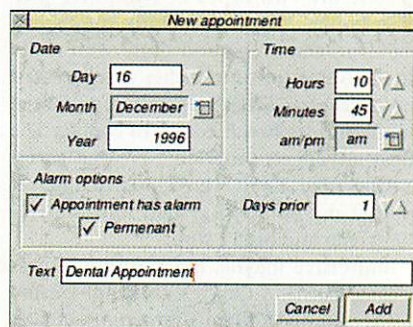 New appointment
Date
Day 16
Month December
Year 1996
Time
Hours 10
Minutes 45
am/pm am
Alarm options
Appointment has alarm
Days prior 1
Permenant
Text Dental Appointment
Cancel Add